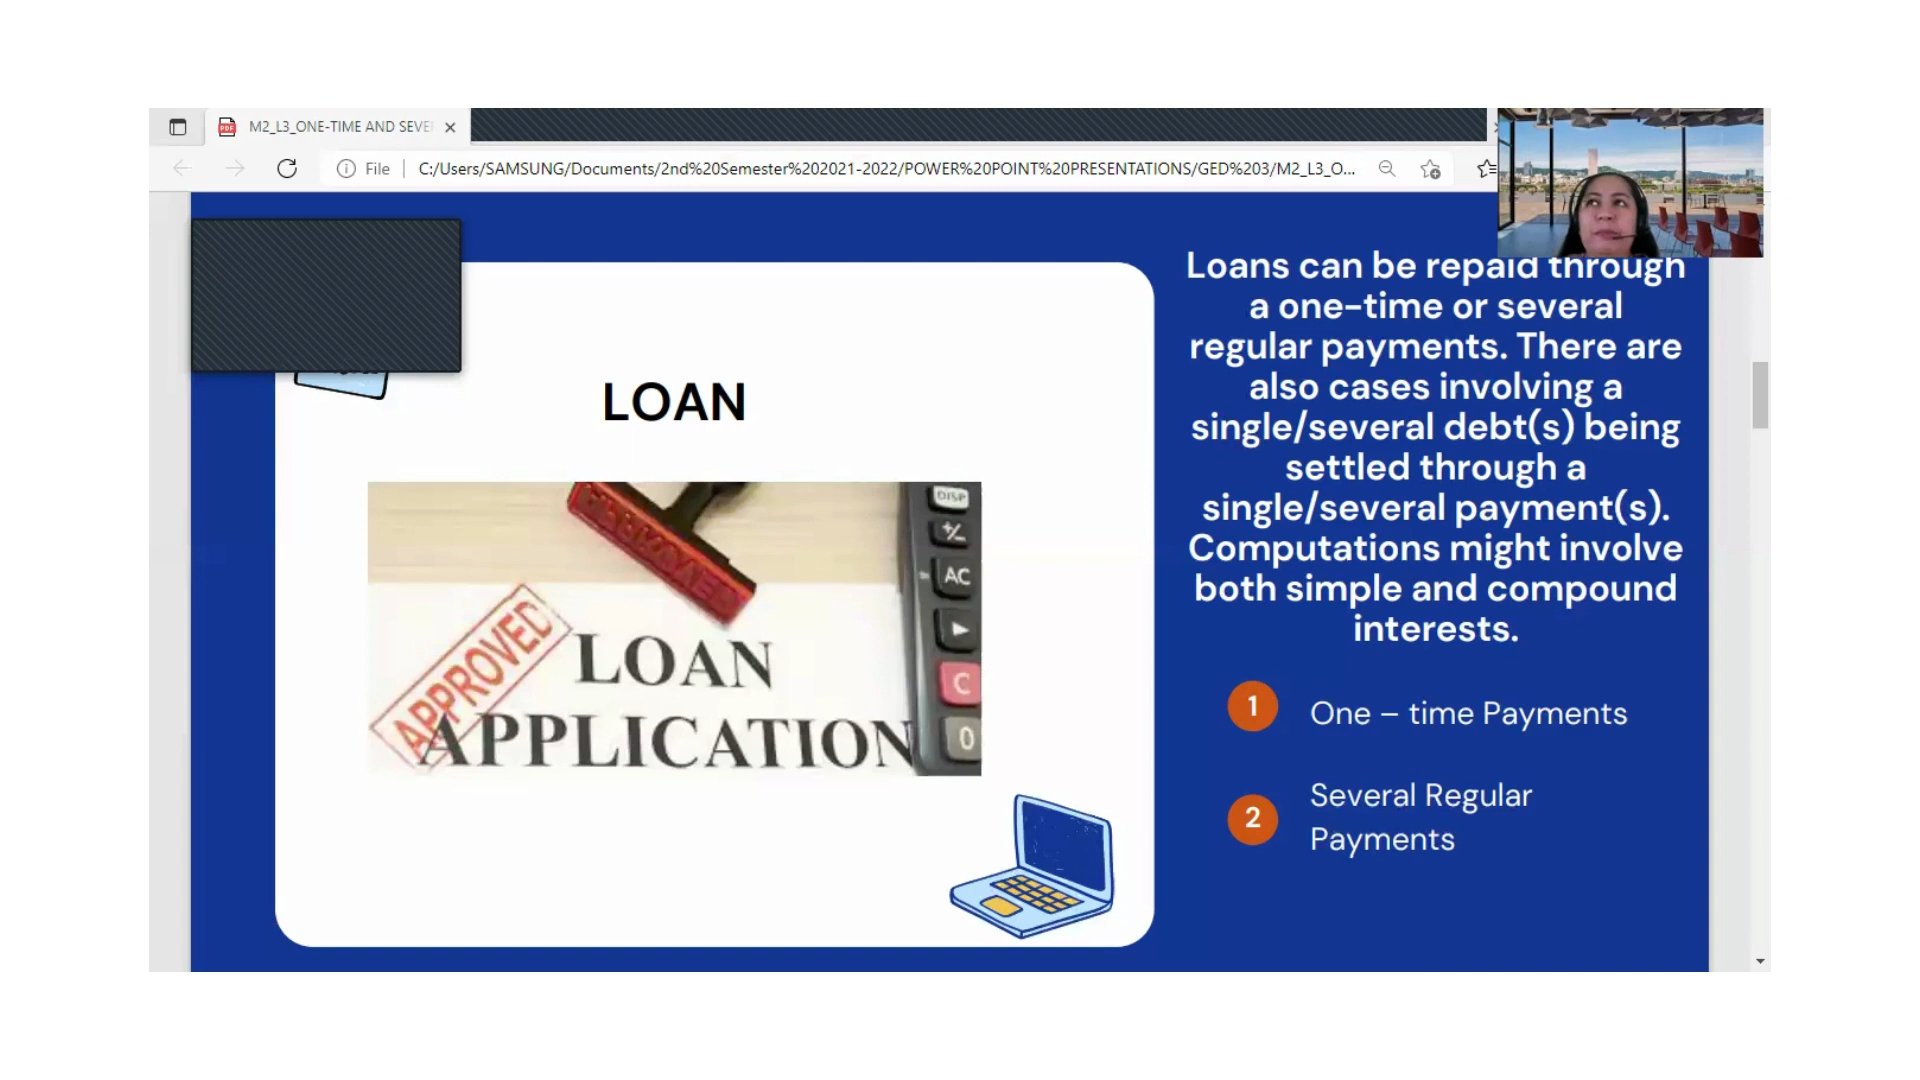 M2_L3_ONE-TIME AND SEVE
File
C:/Users/SAMSUNG/Documents/2nd%20Semester%202021-2022/POWER%20POINT%20PRESENTATIONS/GED%203/M2_L3_O...
LOAN
DISP
+/-
AC
C
0
APPROVED
LOAN
APPLICATION
Loans can be repaid through
a one-time or several
regular payments. There are
also cases involving a
single/several debt(s) being
settled through a
single/several payment(s).
Computations might involve
both simple and compound
interests.
1 One – time Payments
2 Several Regular
Payments